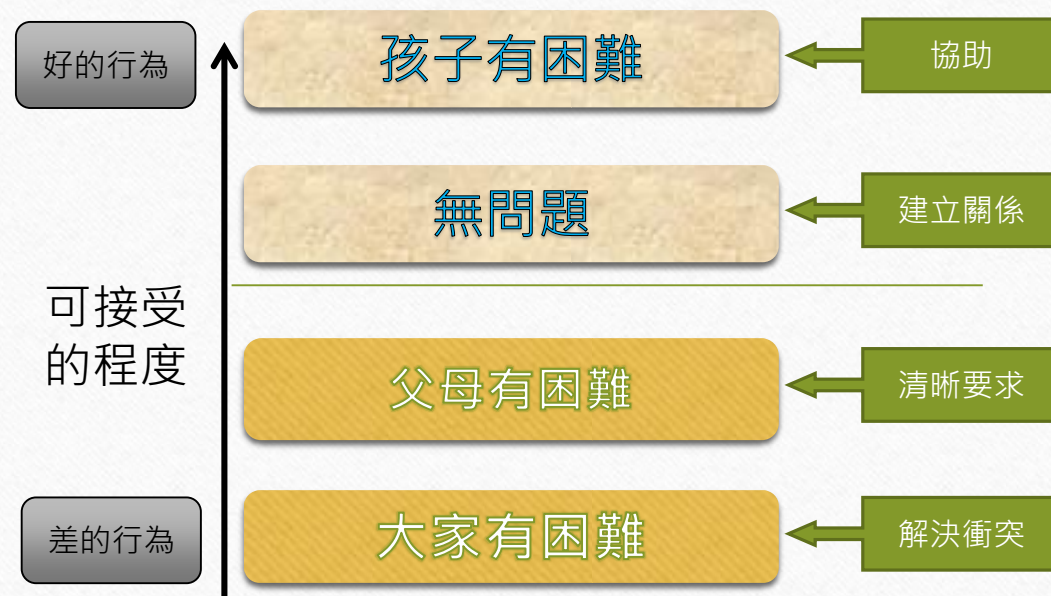 好的行為
孩子有困難
協助
無問題
建立關係
可接受
的程度
父母有困難
清晰要求
差的行為
大家有困難
解決衝突